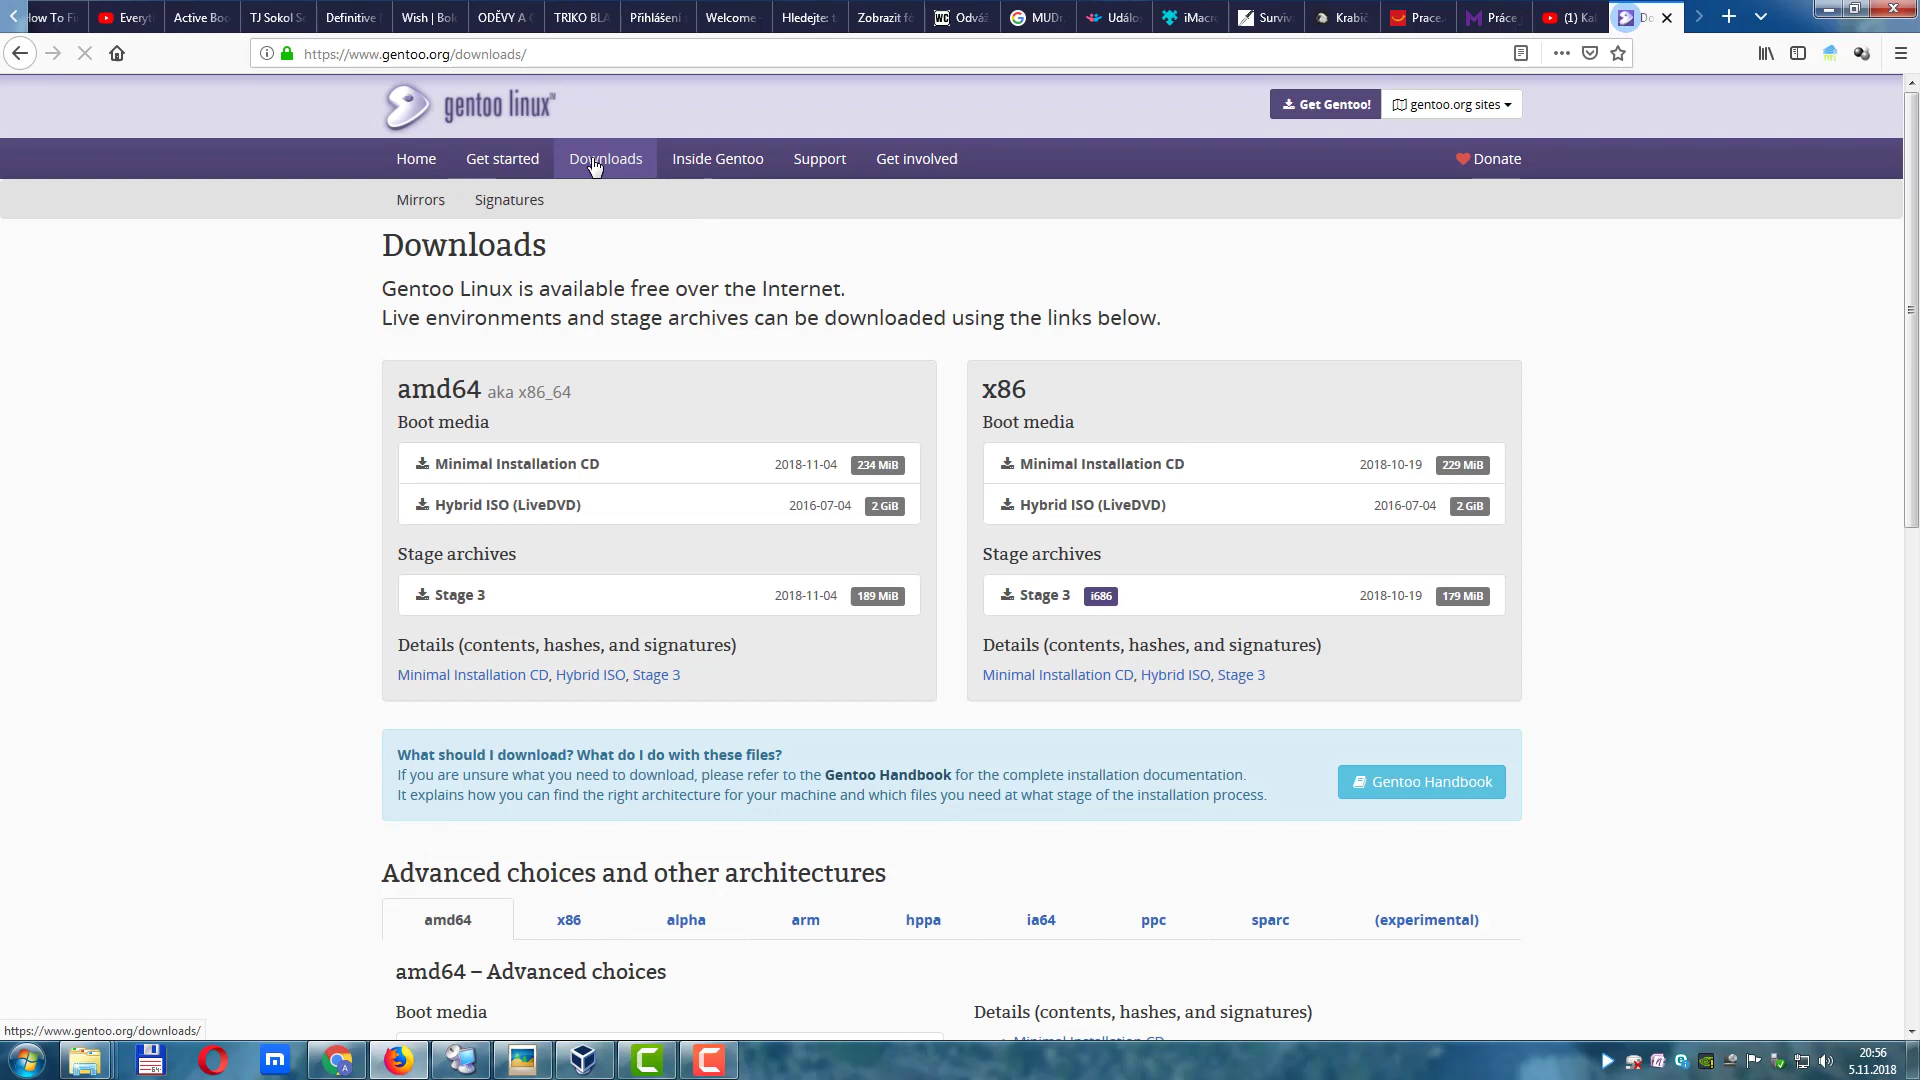 How To Fi
Everyt
Active Boo
TJ Sokol S
Definitive
Wish | Bol
ODĚVY A
TRIKO BLA
Přihlášení
Welcome
Hledejte: t
Zobrazit f
Odváž
MUDr
Udális
iMacr
Surviv
Krabič
Prace.
Práce
(1) Kal
https://www.gentoo.org/downloads/
gentoo linux™
Get Gentoo!
gentoo.org sites
Home
Get started
Downloads
Inside Gentoo
Support
Get involved
Donate
Mirrors
Signatures
Downloads
Gentoo Linux is available free over the Internet.
Live environments and stage archives can be downloaded using the links below.
amd64 aka x86_64
Boot media
Minimal Installation CD 2018-11-04 234 MiB
Hybrid ISO (LiveDVD) 2016-07-04 2 GiB
Stage archives
Stage 3 2018-11-04 189 MiB
Details (contents, hashes, and signatures)
Minimal Installation CD, Hybrid ISO, Stage 3
x86
Boot media
Minimal Installation CD 2018-10-19 229 MiB
Hybrid ISO (LiveDVD) 2016-07-04 2 GiB
Stage archives
Stage 3 i686 2018-10-19 179 MiB
Details (contents, hashes, and signatures)
Minimal Installation CD, Hybrid ISO, Stage 3
What should I download? What do I do with these files?
If you are unsure what you need to download, please refer to the Gentoo Handbook for the complete installation documentation.
It explains how you can find the right architecture for your machine and which files you need at what stage of the installation process.
Gentoo Handbook
Advanced choices and other architectures
amd64
x86
alpha
arm
hppa
ia64
ppc
sparc
(experimental)
amd64 – Advanced choices
Boot media
Details (contents, hashes, and signatures)
Minimal Installation CD
https://www.gentoo.org/downloads/
20:56
5.11.2018